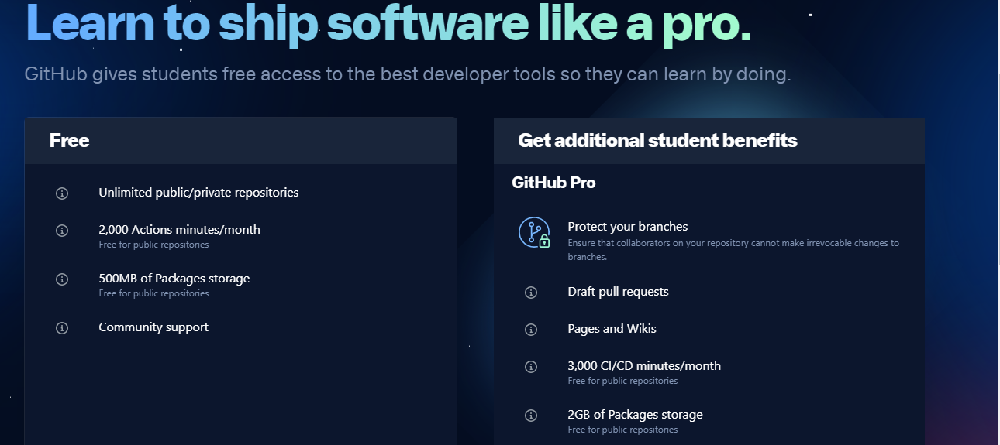 Learn to ship software like a pro.
GitHub gives students free access to the best developer tools so they can learn by doing.
Free
Unlimited public/private repositories
2,000 Actions minutes/month
Free for public repositories
500MB of Packages storage
Free for public repositories
Community support
Get additional student benefits
GitHub Pro
Protect your branches
Ensure that collaborators on your repository cannot make irrevocable changes to
branches.
Draft pull requests
Pages and Wikis
3,000 CI/CD minutes/month
Free for public repositories
2GB of Packages storage
Free for public repositories